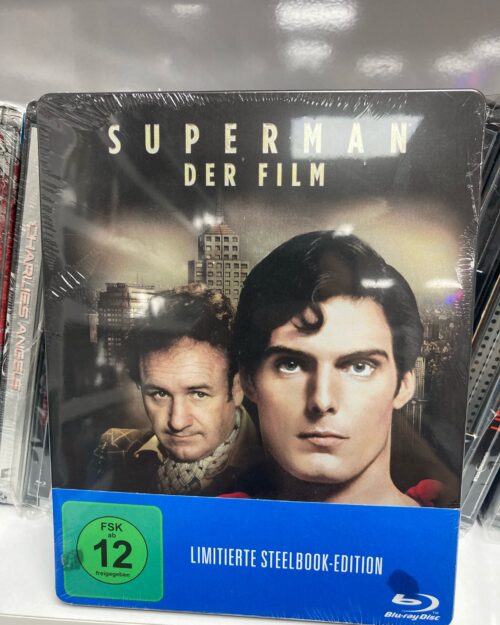 SUPERMAN
DER FILM
CHARLIE'S ANGELS
FSK
ab
12
freigegeben
LIMITIERTE STEELBOOK-EDITION
Blu-ray Disc